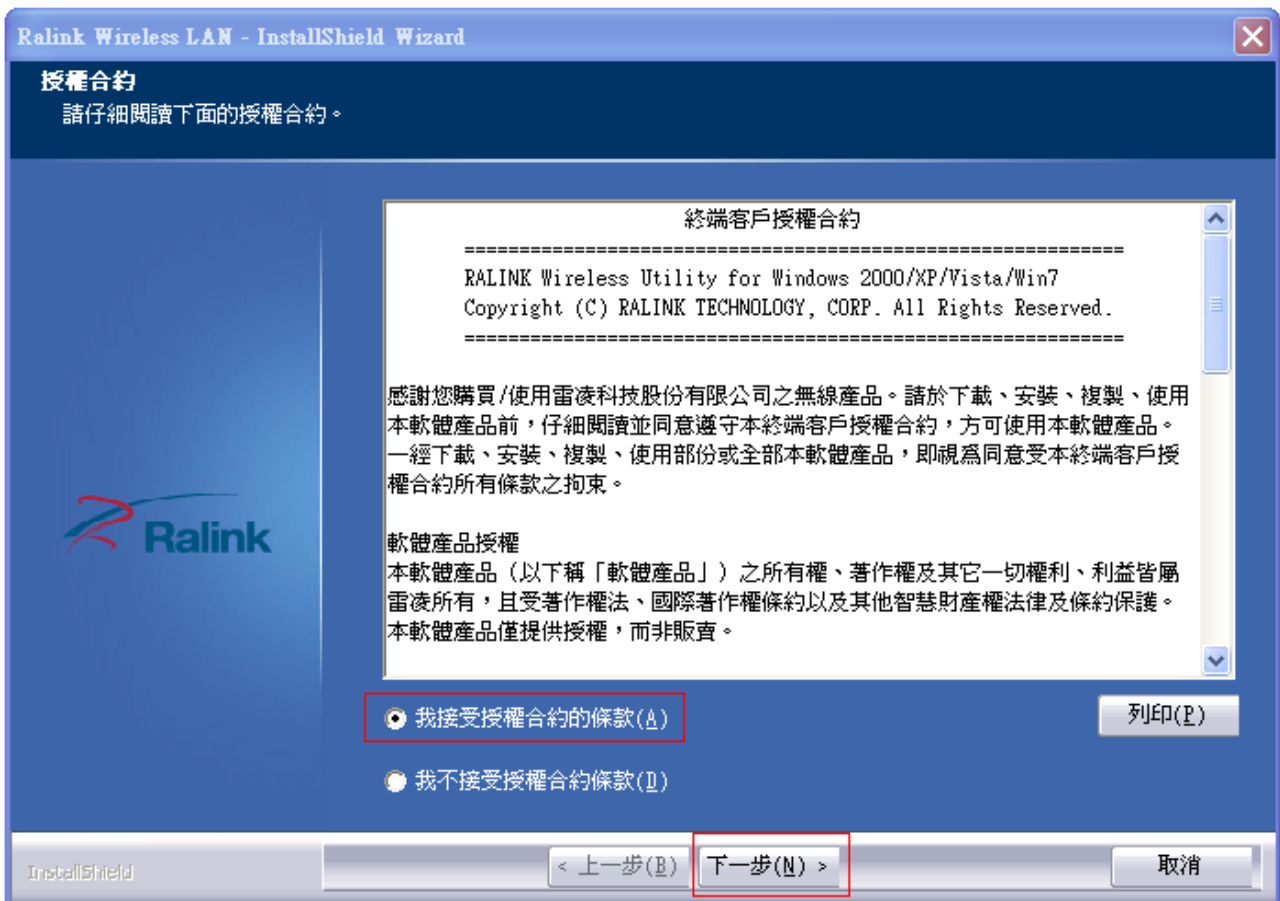 Ralink Wireless LAN - InstallShield Wizard
授權合約
請仔細閱讀下面的授權合約。
終端客戶授權合約
============================================================
RALINK Wireless Utility for Windows 2000/XP/Vista/Win7
Copyright (C) RALINK TECHNOLOGY, CORP. All Rights Reserved.
============================================================
感謝您購買/使用雷凌科技股份有限公司之無線產品。請於下載、安裝、複製、使用
本軟體產品前，仔細閱讀並同意遵守本終端客戶授權合約，方可使用本軟體產品。
一經下載、安裝、複製、使用部份或全部本軟體產品，即視爲同意受本終端客戶授
權合約所有條款之拘束。
軟體產品授權
本軟體產品（以下稱「軟體產品」）之所有權、著作權及其它一切權利、利益皆屬
雷凌所有，且受著作權法、國際著作權條約以及其他智慧財產權法律及條約保護。
本軟體產品僅提供授權，而非販賣。
Ralink
我接受授權合約的條款(A)
列印(P)
我不接受授權合約條款(D)
InstallShield
< 上一步(B)
下一步(N) >
取消